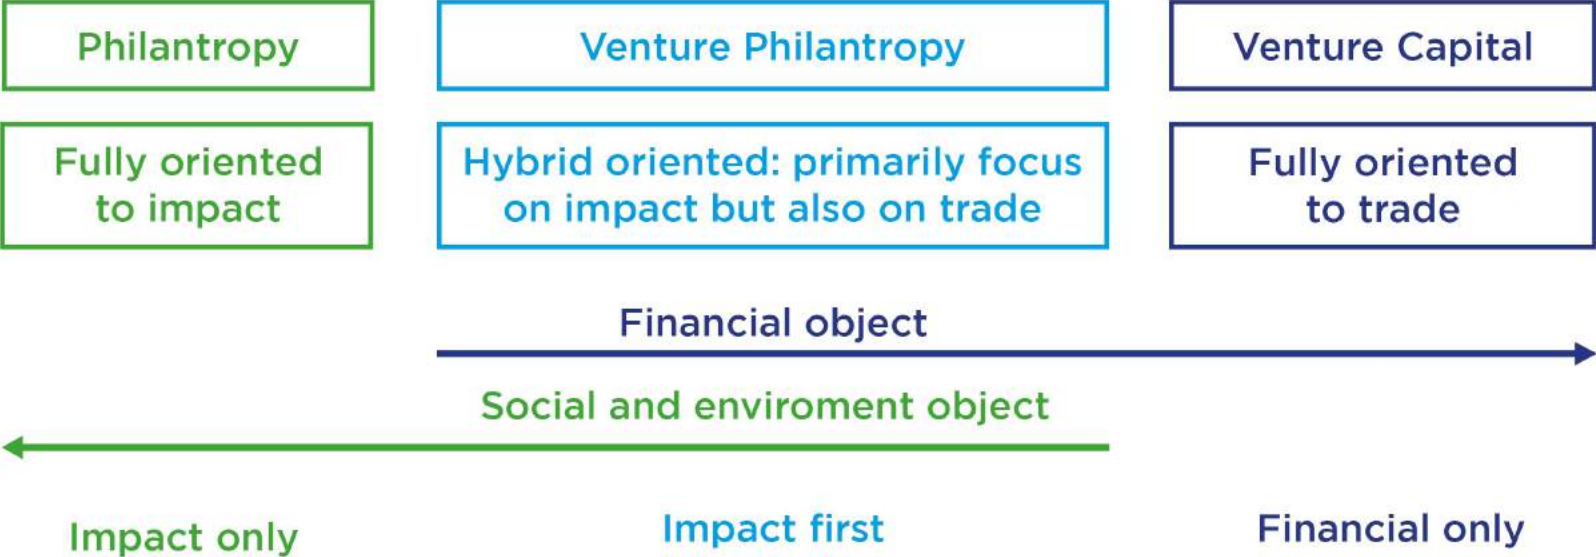 Philantropy
Venture Philantropy
Venture Capital
Fully oriented
to impact
Hybrid oriented: primarily focus
on impact but also on trade
Fully oriented
to trade
Financial object
Social and enviroment object
Impact only
Impact first
Financial only